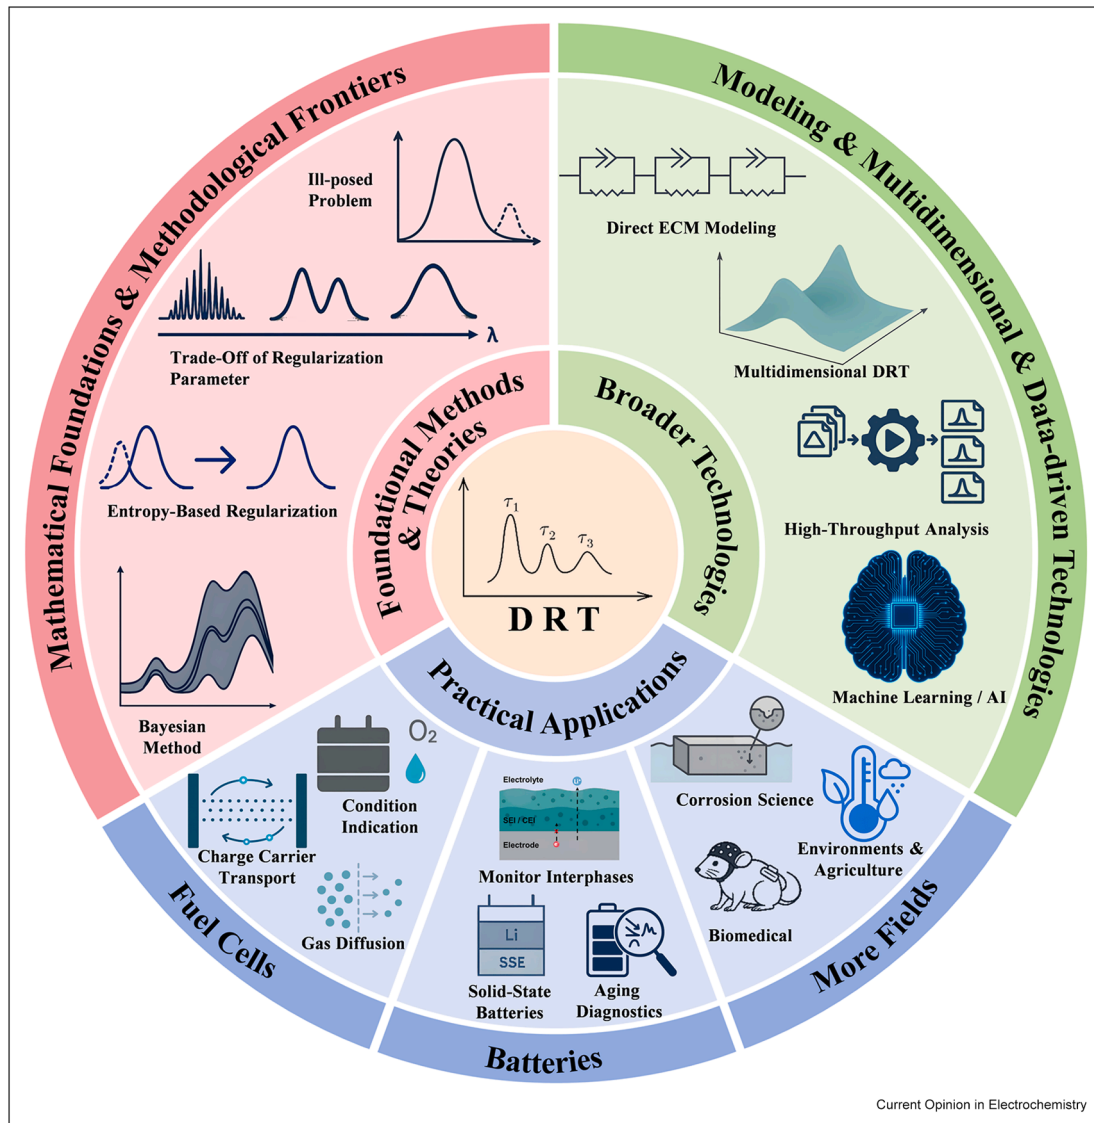 Mathematical Foundations & Methodological Frontiers
Ill-posed
Problem
λ
Trade-Off of Regularization
Parameter
Entropy-Based Regularization
Bayesian
Method
Modeling & Multidimensional & Data-driven Technologies
Direct ECM Modeling
Multidimensional DRT
High-Throughput Analysis
Machine Learning / AI
Foundational Methods
& Theories
Broader Technologies
Practical Applications
τ1
τ2
τ3
D R T
O2
Condition
Indication
Charge Carrier
Transport
Gas Diffusion
Fuel Cells
Electrolyte
SEI / CEI
Electrode
Monitor Interphases
Li
SSE
Solid-State
Batteries
Aging
Diagnostics
Batteries
Corrosion Science
Environments &
Agriculture
Biomedical
More Fields
Current Opinion in Electrochemistry